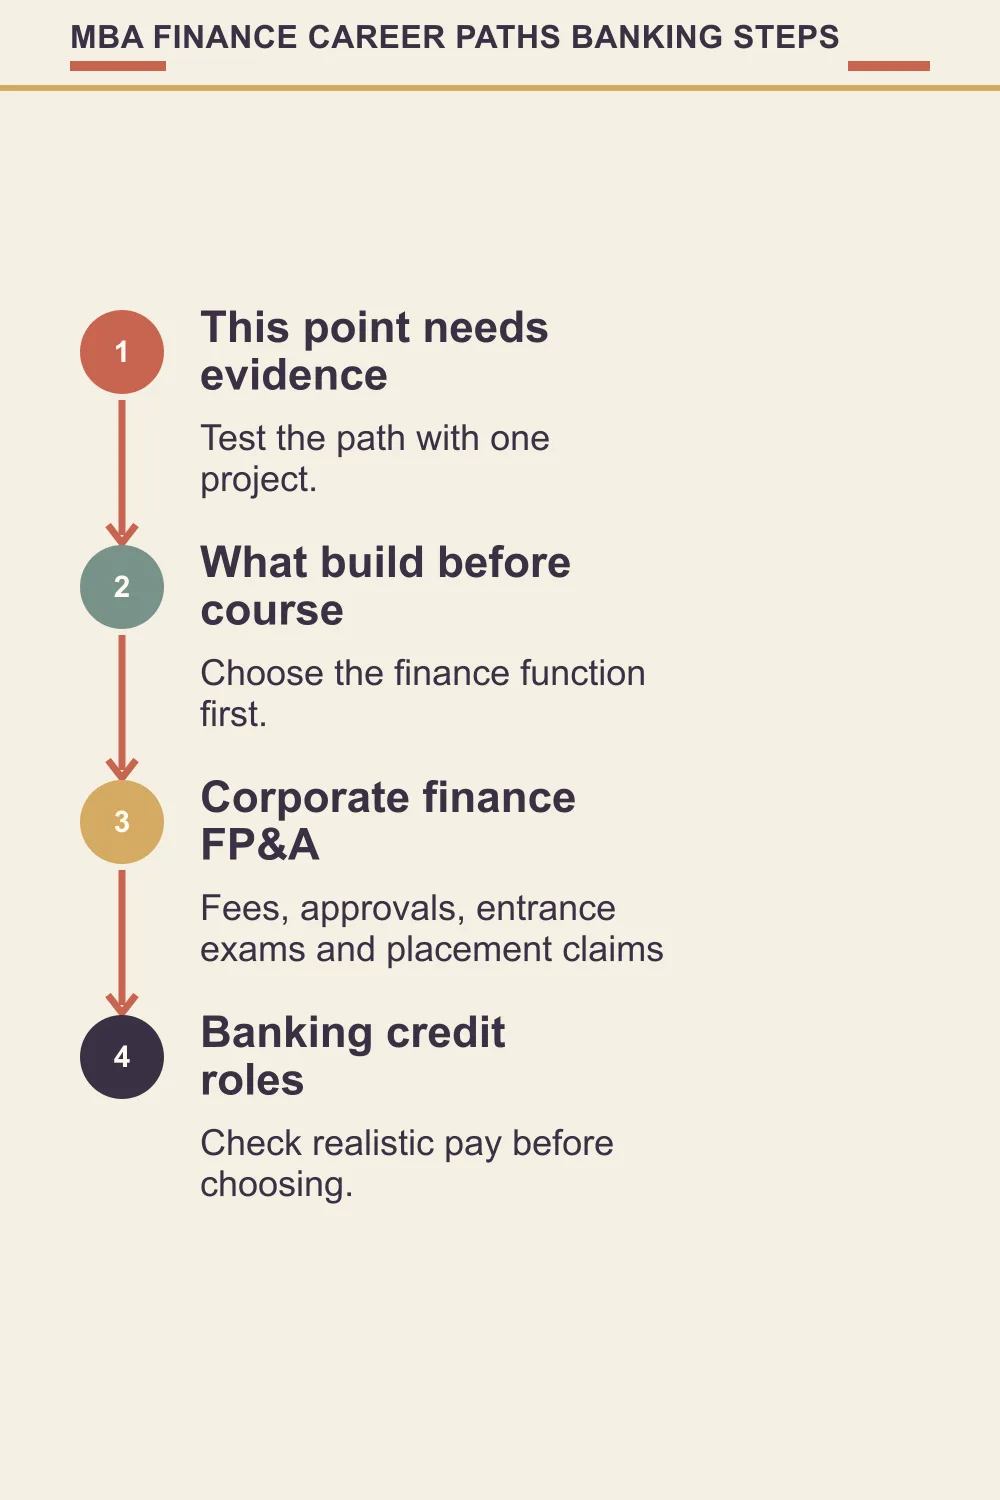 MBA FINANCE CAREER PATHS BANKING STEPS
1
This point needs
evidence
Test the path with one
project.
2
What build before
course
Choose the finance function
first.
3
Corporate finance
FP&A
Fees, approvals, entrance
exams and placement claims
4
Banking credit
roles
Check realistic pay before
choosing.